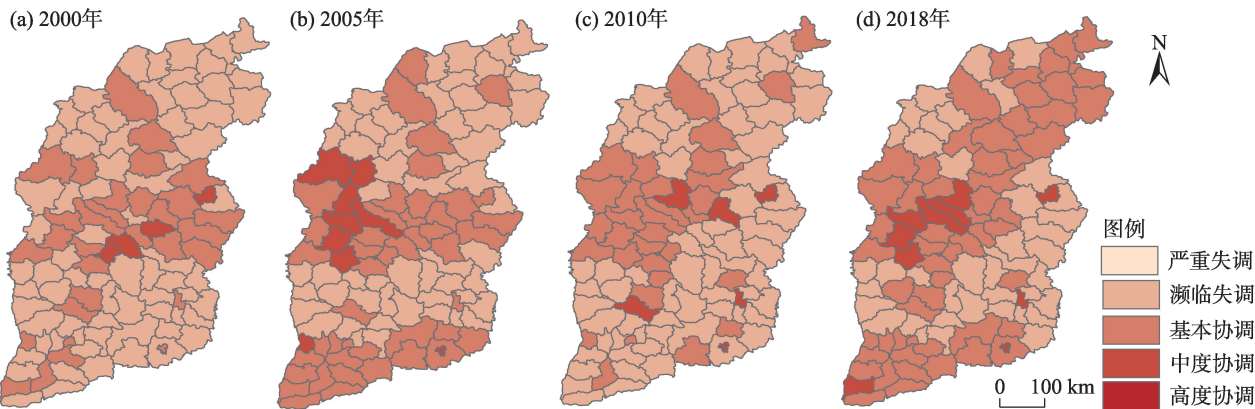 (a) 2000年
(b) 2005年
(c) 2010年
(d) 2018年
N
图例
严重失调
濒临失调
基本协调
中度协调
高度协调
0 100 km